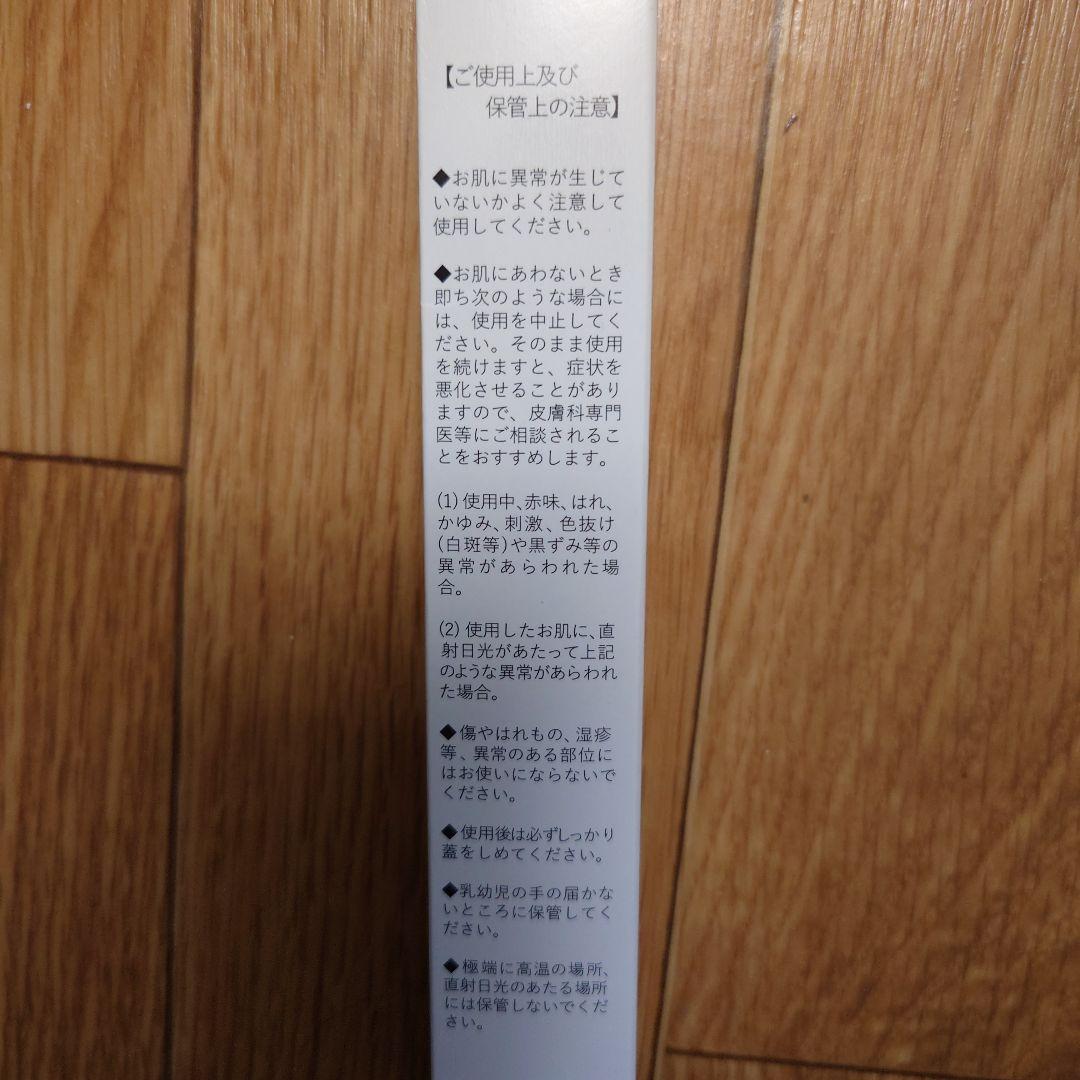 【ご使用上及び
保管上の注意】
◆お肌に異常が生じて
いないかよく注意して
使用してください。
◆お肌にあわないとき
即ち次のような場合に
は、使用を中止してく
ださい。そのまま使用
を続けますと、症状を
悪化させることがあり
ますので、皮膚科専門
医等にご相談されるこ
とをおすすめします。
(1) 使用中、赤味、はれ、
かゆみ、刺激、色抜け
(白斑等)や黒ずみ等の
異常があらわれた場
合。
(2) 使用したお肌に、直
射日光があたって上記
のような異常があらわれ
た場合。
◆傷やはれもの、湿疹
等、異常のある部位に
はお使いにならないで
ください。
◆使用後は必ずしっかり
蓋をしめてください。
◆乳幼児の手の届かな
いところに保管してく
ださい。
◆極端に高温の場所、
直射日光のあたる場所
には保管しないでくだ
さい。